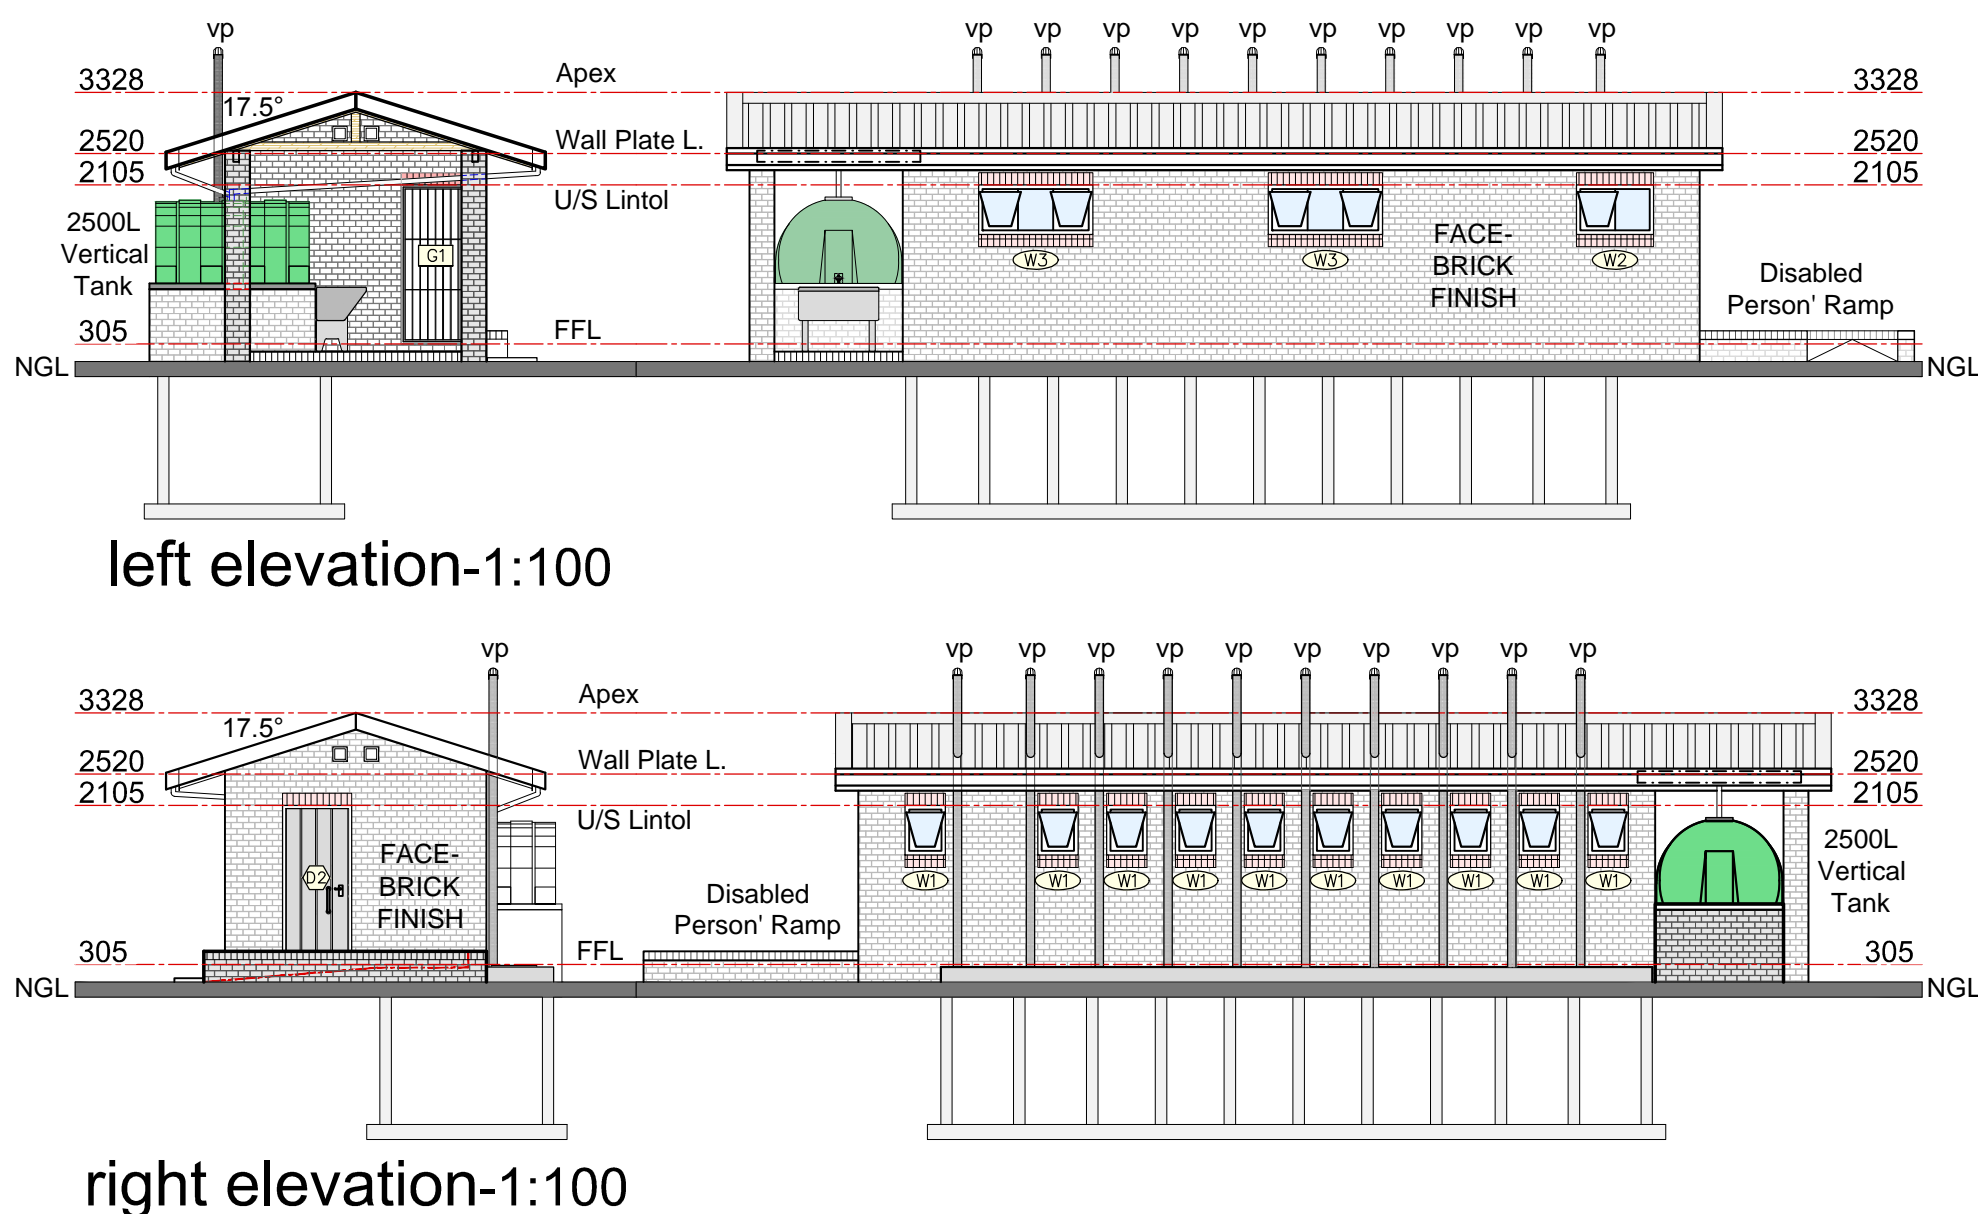 vp vp vp vp vp vp vp vp vp vp vp
3328 17.5° Apex 3328
2520 Wall Plate L. 2520
2105 U/S Lintol 2105
2500L
Vertical
Tank
G1
W3 W3 W2
FACE-
BRICK
FINISH
Disabled
Person' Ramp
305 FFL
NGL NGL
left elevation-1:100
vp vp vp vp vp vp vp vp vp vp vp
3328 17.5° Apex 3328
2520 Wall Plate L. 2520
2105 U/S Lintol 2105
D2
FACE-
BRICK
FINISH
Disabled
Person' Ramp
W1 W1 W1 W1 W1 W1 W1 W1 W1 W1
2500L
Vertical
Tank
305 FFL 305
NGL NGL
right elevation-1:100